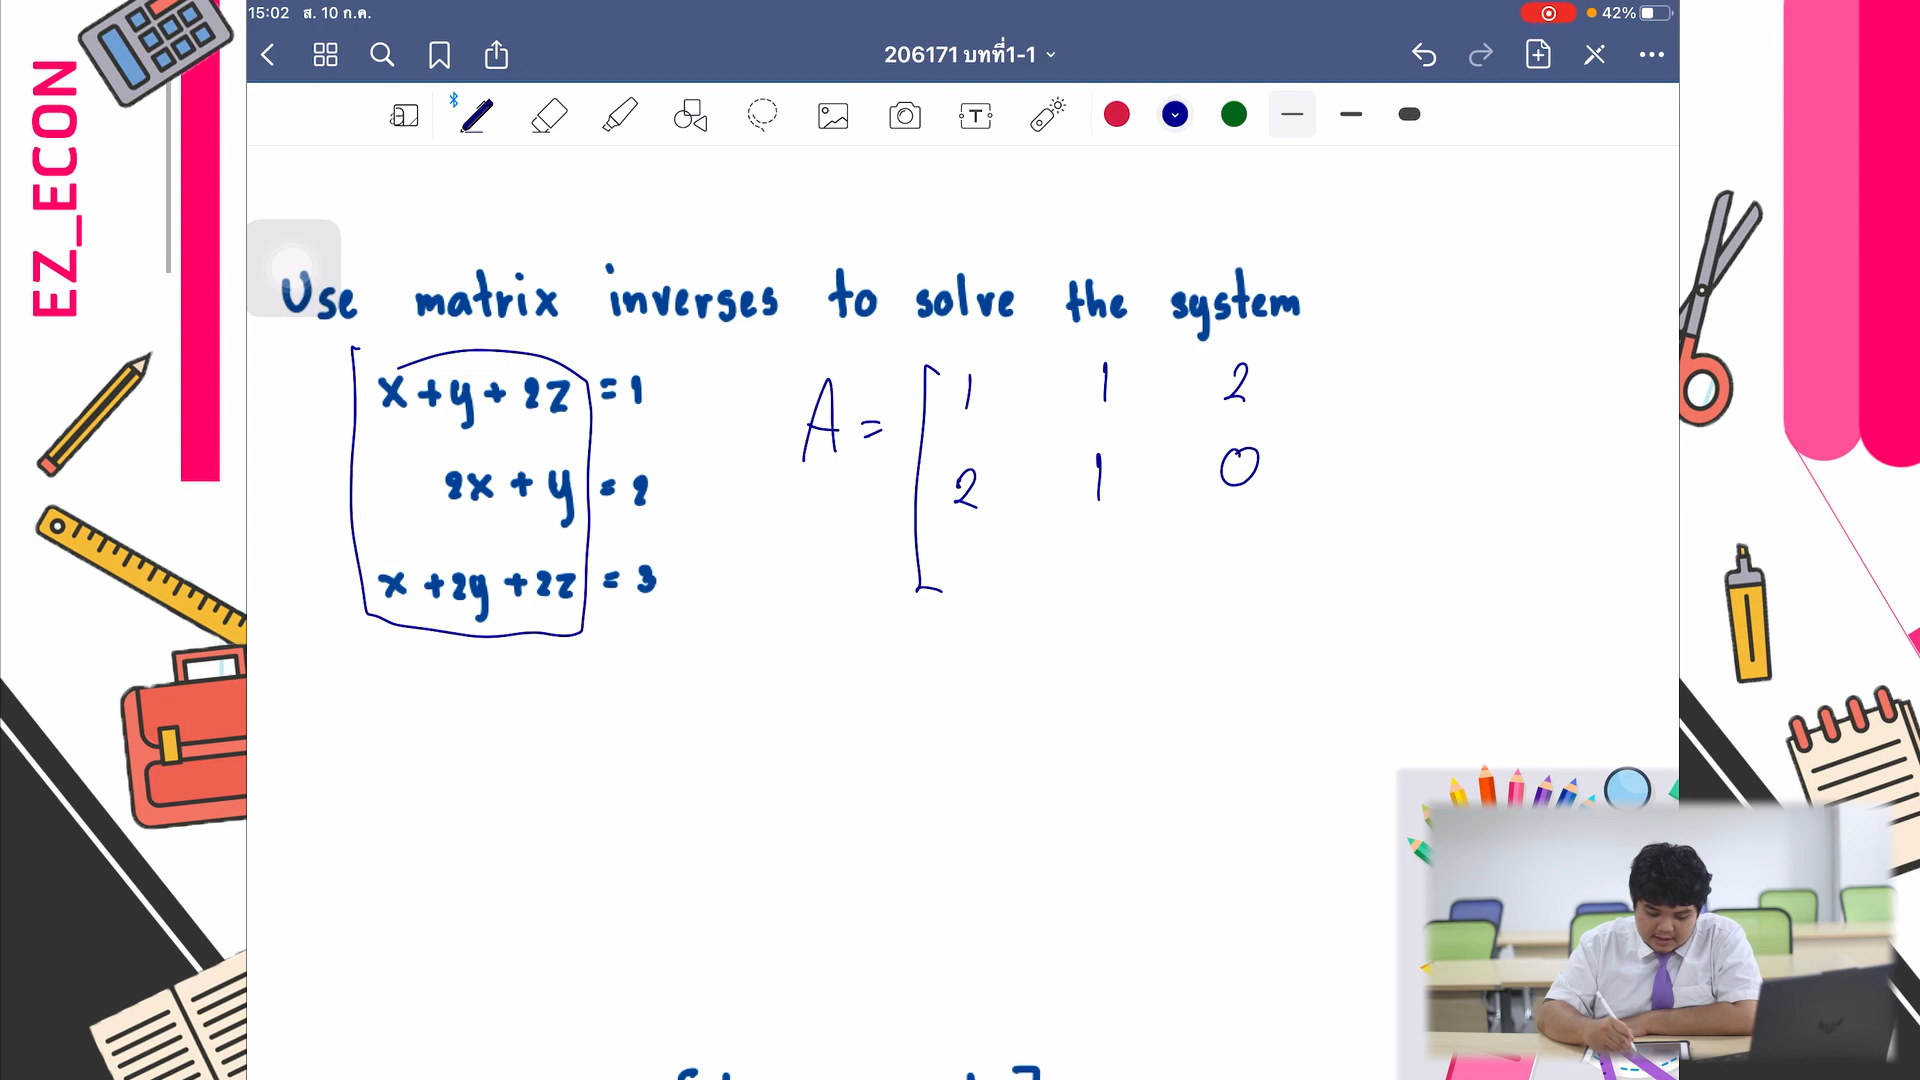 15:02 ส. 10 ก.ค.
42%
206171 บทที่1-1
T
EZ_ECON
Use matrix inverses to solve the system
x + y + 2z = 1
2x + y = 2
x + 2y + 2z = 3
A = [ 1 1 2
2 1 0